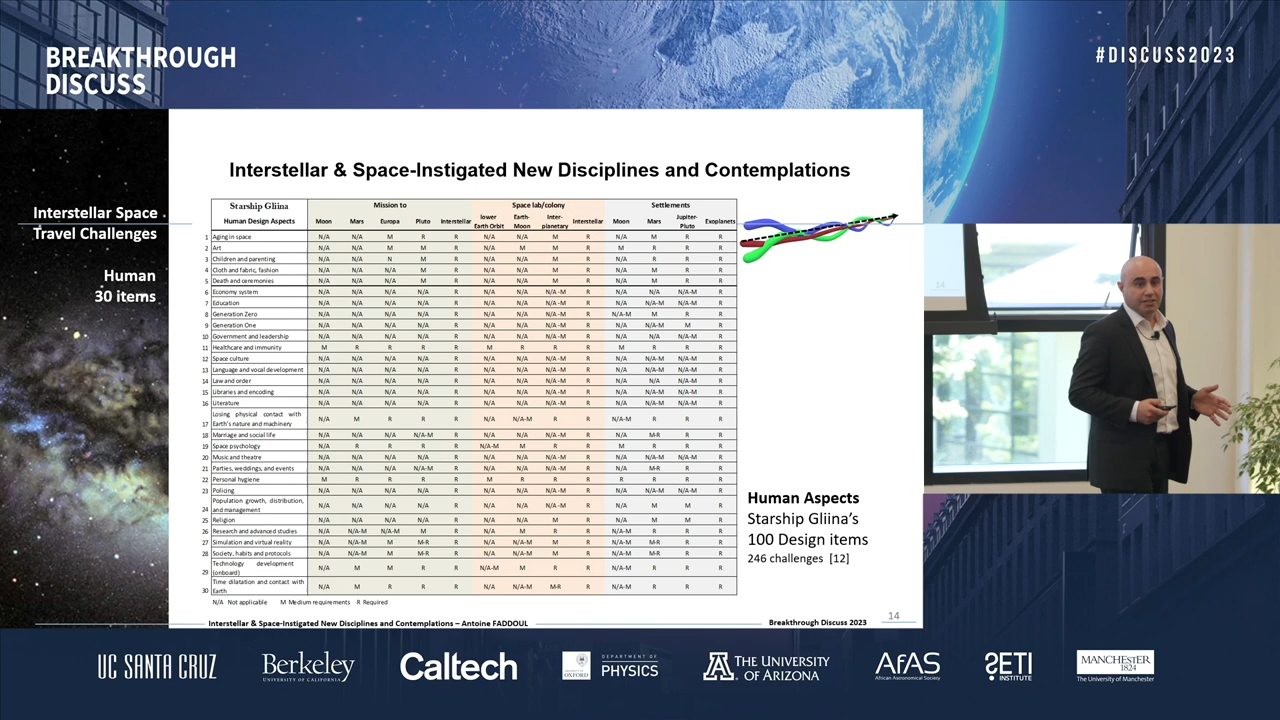 BREAKTHROUGH
DISCUSS
#DISCUSS2023
Interstellar Space
Travel Challenges
Human
30 items
Interstellar & Space-Instigated New Disciplines and Contemplations
Starship Gliina Mission to Space lab/colony Settlements
Human Design Aspects Moon Mars Europa Pluto Interstellar lower Earth Orbit Earth-Moon Inter-planetary Interstellar Moon Mars Jupiter-Pluto Exoplanets
1 Aging in space N/A N/A M R R N/A N/A M R N/A M R R
2 Art N/A N/A M M R N/A M M R M R R R
3 Children and parenting N/A N/A N M R N/A N/A M R N/A R R R
4 Cloth and fabric, fashion N/A N/A N/A M R N/A N/A M R N/A M R R
5 Death and ceremonies N/A N/A N/A M R N/A N/A M R N/A M R R
6 Economy system N/A N/A N/A N/A R N/A N/A N/A -M R N/A N/A N/A-M R
7 Education N/A N/A N/A N/A R N/A N/A N/A -M R N/A N/A-M N/A-M R
8 Generation Zero N/A N/A N/A N/A R N/A N/A N/A -M R N/A-M M R R
9 Generation One N/A N/A N/A N/A R N/A N/A N/A -M R N/A N/A-M M R
10 Government and leadership N/A N/A N/A N/A R N/A N/A N/A -M R N/A N/A N/A-M R
11 Healthcare and immunity M R R R R M R R R M R R R
12 Space culture N/A N/A N/A N/A R N/A N/A N/A -M R N/A N/A-M N/A-M R
13 Language and vocal development N/A N/A N/A N/A R N/A N/A N/A -M R N/A N/A-M N/A-M R
14 Law and order N/A N/A N/A N/A R N/A N/A N/A -M R N/A N/A N/A-M R
15 Libraries and encoding N/A N/A N/A N/A R N/A N/A N/A -M R N/A N/A-M N/A-M R
16 Literature N/A N/A N/A N/A R N/A N/A N/A -M R N/A N/A-M N/A-M R
17 Losing physical contact with Earth's nature and machinery N/A M R R R N/A N/A-M R R N/A-M R R R
18 Marriage and social life N/A N/A N/A N/A-M R N/A N/A N/A -M R N/A M-R R R
19 Space psychology N/A R R R R N/A-M M R R M R R R
20 Music and theatre N/A N/A N/A N/A R N/A N/A N/A -M R N/A N/A-M N/A-M R
21 Parties, weddings, and events N/A N/A N/A N/A-M R N/A N/A N/A -M R N/A M-R R R
22 Personal hygiene M R R R R M R R R R R R R
23 Policing N/A N/A N/A N/A R N/A N/A N/A -M R N/A N/A-M N/A-M R
24 Population growth, distribution, and management N/A N/A N/A N/A R N/A N/A N/A -M R N/A M M R
25 Religion N/A N/A N/A N/A R N/A N/A M R N/A M M R
26 Research and advanced studies N/A N/A-M N/A-M M R N/A M R R N/A-M R R R
27 Simulation and virtual reality N/A N/A-M M M-R R N/A N/A-M M R N/A-M M-R R R
28 Society, habits and protocols N/A N/A-M M M-R R N/A N/A-M M R N/A-M M-R R R
29 Technology development (onboard) N/A M M R R N/A-M M R R N/A-M R R R
30 Time dilatation and contact with Earth N/A M R R R N/A N/A-M M-R R N/A-M R R R
N/A Not applicable M Medium requirements R Required
Human Aspects
Starship Gliina's
100 Design items
246 challenges [12]
14
Interstellar & Space-Instigated New Disciplines and Contemplations – Antoine FADDOUL
Breakthrough Discuss 2023
14
UC SANTA CRUZ
Berkeley
UNIVERSITY OF CALIFORNIA
Caltech
UNIVERSITY OF
OXFORD
DEPARTMENT OF
PHYSICS
THE UNIVERSITY
OF ARIZONA
AfAS
African Astronomical Society
SETI
INSTITUTE
MANCHESTER
1824
The University of Manchester